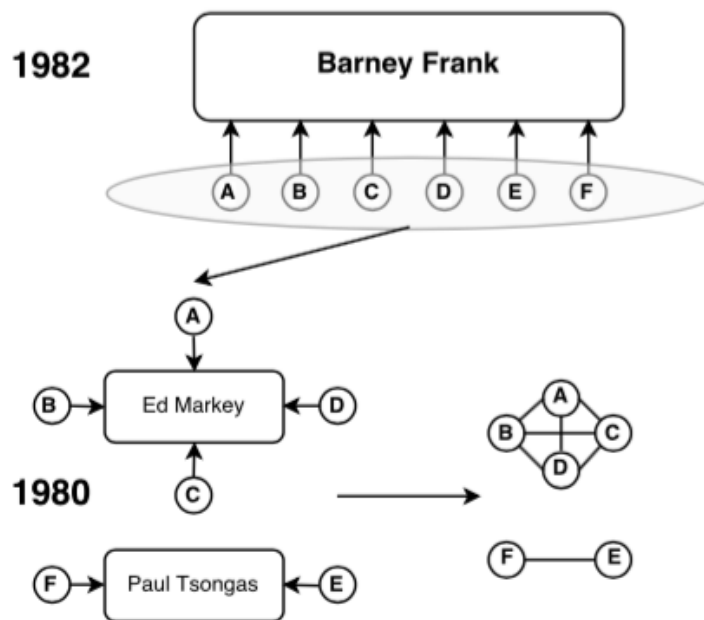 1982
Barney Frank
A B C D E F
A
B Ed Markey D
C
1980
F Paul Tsongas E
A
B C
D
F E